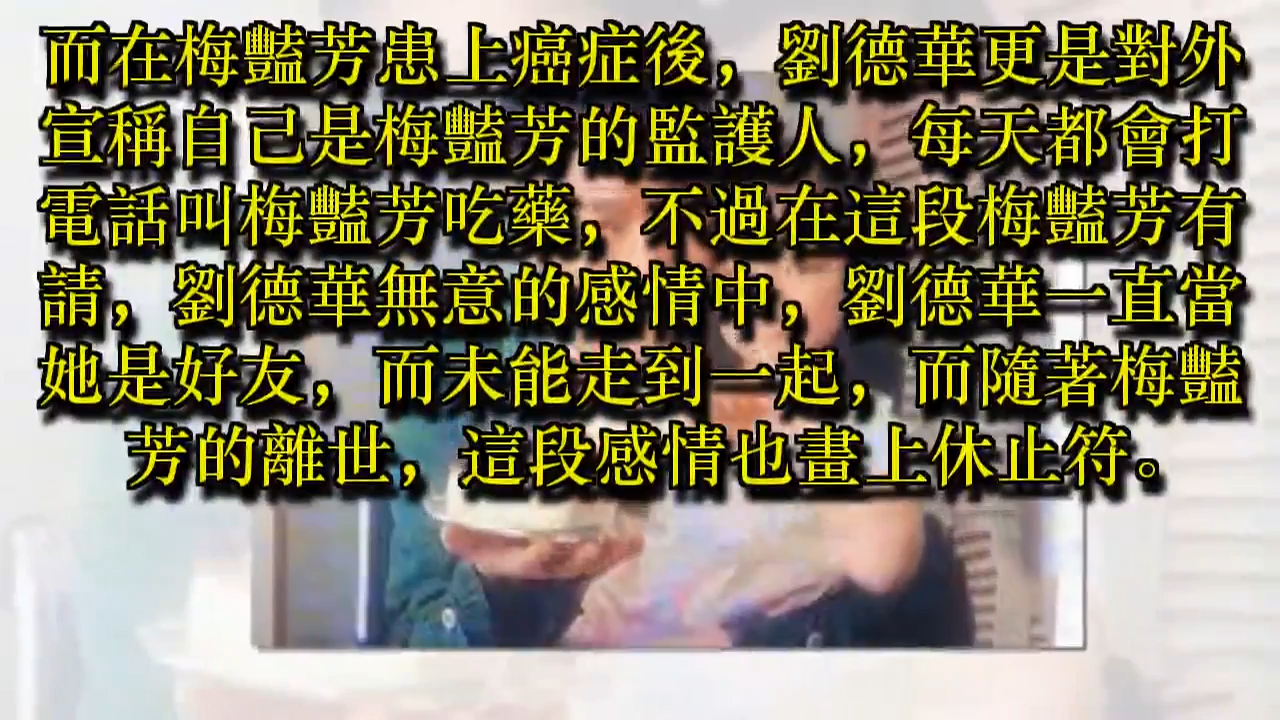 而在梅豔芳患上癌症後，劉德華更是對外
宣稱自己是梅豔芳的監護人，每天都會打
電話叫梅豔芳吃藥，不過在這段梅豔芳有
請，劉德華無意的感情中，劉德華一直當
她是好友，而未能走到一起，而隨著梅豔
芳的離世，這段感情也畫上休止符。